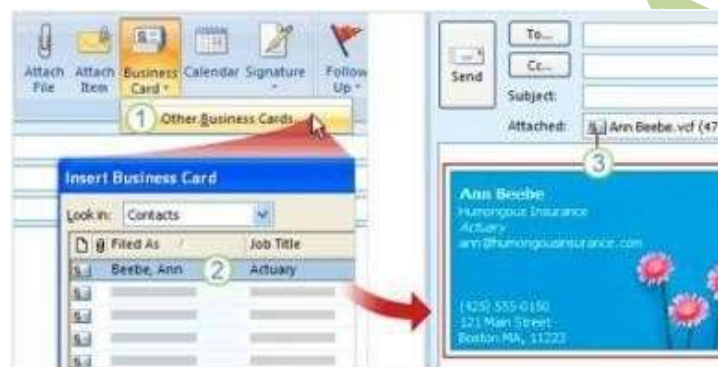 Attach File
Attach Item
Business Card
Calendar
Signature
Follow Up
1 Other Business Cards...
Insert Business Card
Look in: Contacts
Filed As / Job Title
Beebe, Ann 2 Actuary
Send
To...
Cc...
Subject:
Attached: Ann Beebe.vcf (47
3
Ann Beebe
Humongous Insurance
Actuary
ann@humongousinsurance.com
(425) 555-0150
121 Main Street
Boston MA, 11223